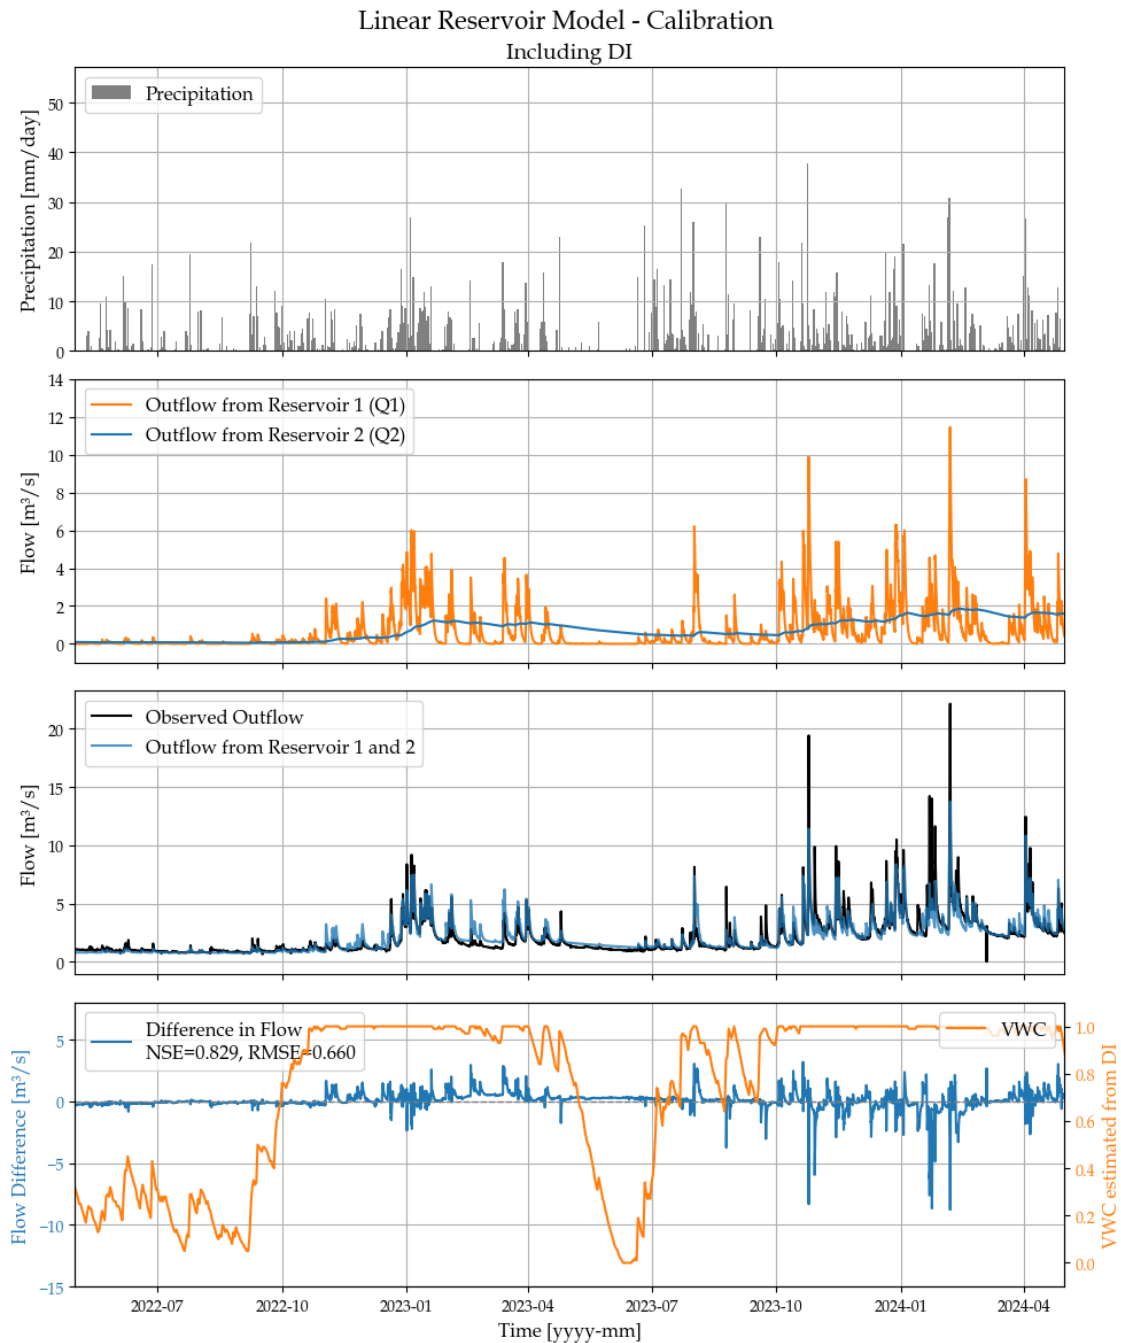 Linear Reservoir Model - Calibration
Including DI
Precipitation
Precipitation [mm/day]
50
40
30
20
10
0
Outflow from Reservoir 1 (Q1)
Outflow from Reservoir 2 (Q2)
Flow [m³/s]
14
12
10
8
6
4
2
0
Observed Outflow
Outflow from Reservoir 1 and 2
Flow [m³/s]
20
15
10
5
0
Difference in Flow
NSE=0.829, RMSE=0.660
VWC
Flow Difference [m³/s]
5
0
−5
−10
−15
1.0
0.8
0.6
0.4
0.2
0.0
VWC estimated from DI
2022-07 2022-10 2023-01 2023-04 2023-07 2023-10 2024-01 2024-04
Time [yyyy-mm]